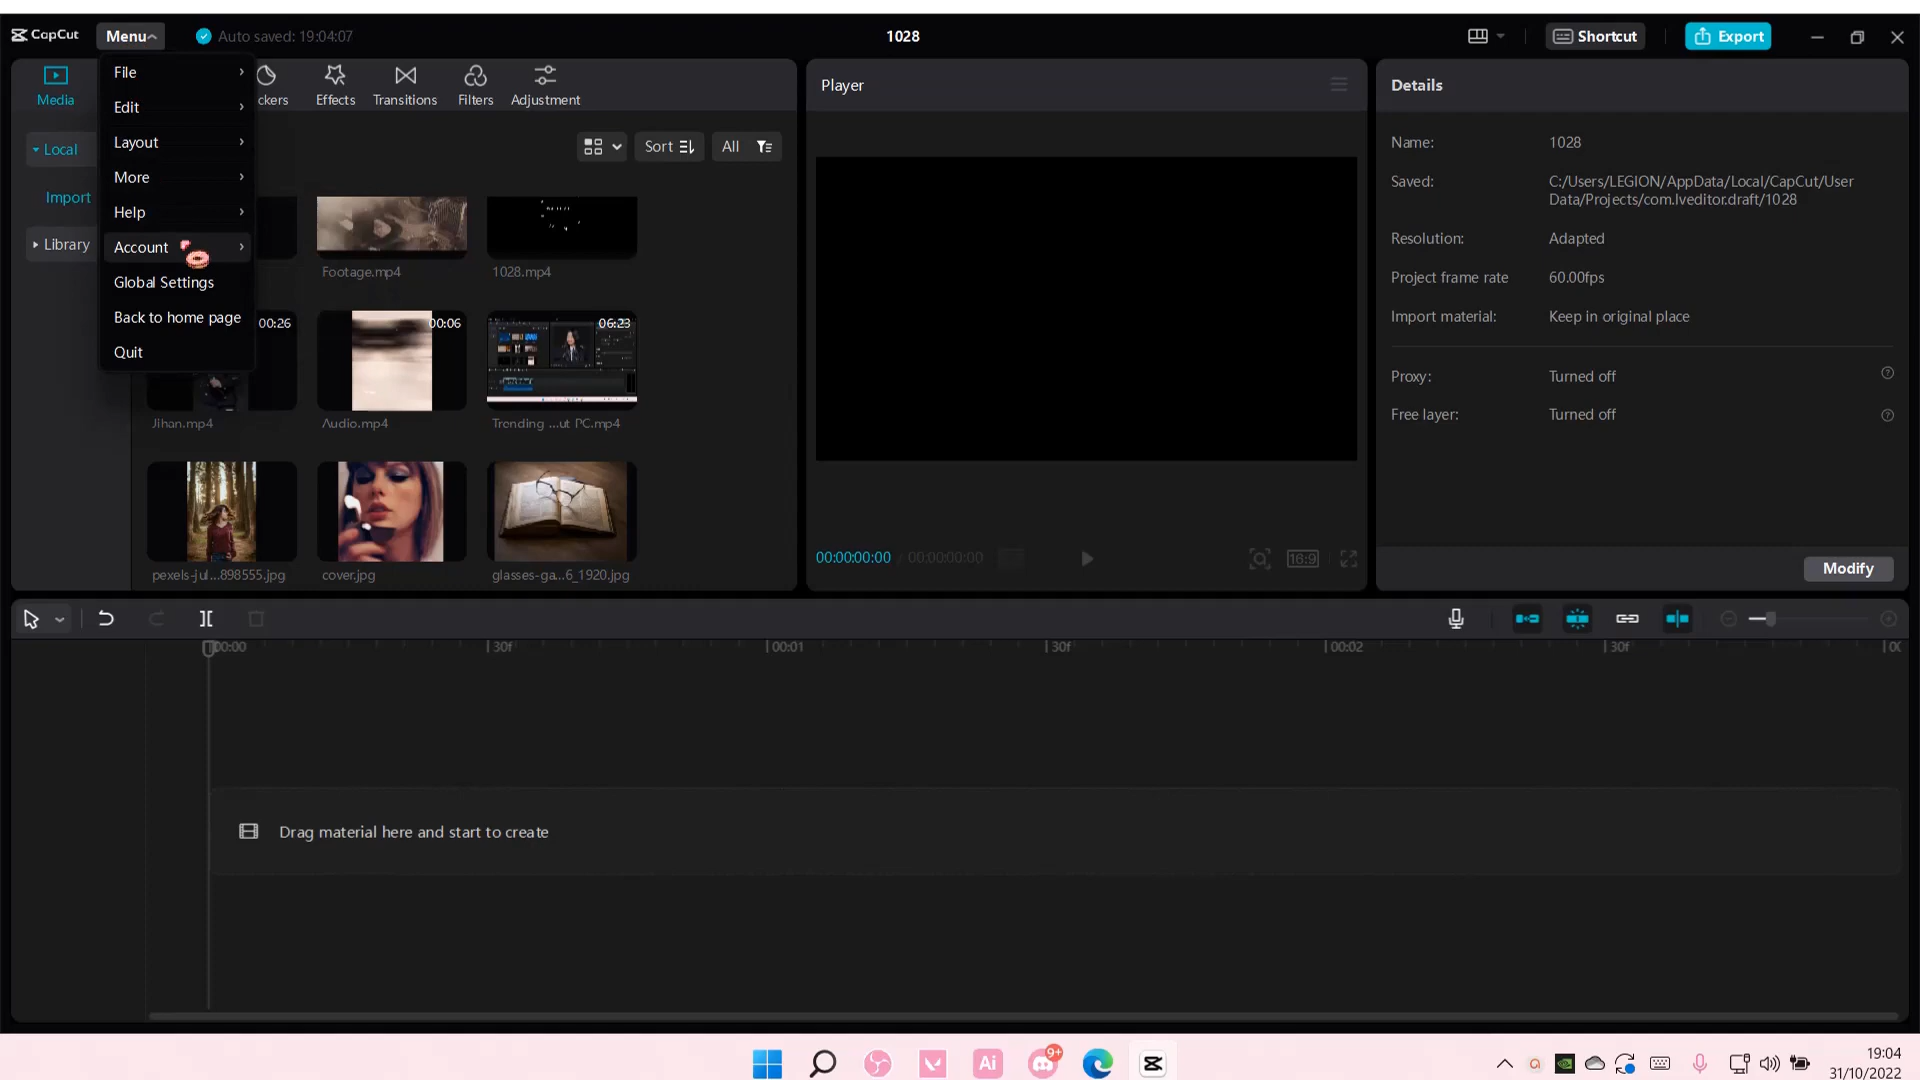 CapCut
Menu
Auto saved: 19:04:07
1028
Shortcut
Export
Media
ckers
Effects
Transitions
Filters
Adjustment
File
Edit
Layout
More
Help
Account
Global Settings
Back to home page
Quit
Local
Import
Library
Sort
All
Footage.mp4
1028.mp4
00:26
00:06
06:23
Jihan.mp4
Audio.mp4
Trending ...ut PC.mp4
pexels-jul...898555.jpg
cover.jpg
glasses-ga...6_1920.jpg
Player
00:00:00:00 / 00:00:00:00
16:9
Details
Name: 1028
Saved: C:/Users/LEGION/AppData/Local/CapCut/User
Data/Projects/com.lveditor.draft/1028
Resolution: Adapted
Project frame rate 60.00fps
Import material: Keep in original place
Proxy: Turned off
Free layer: Turned off
Modify
00:00
30f
00:01
30f
00:02
30f
Drag material here and start to create
Ai
9+
19:04
31/10/2022